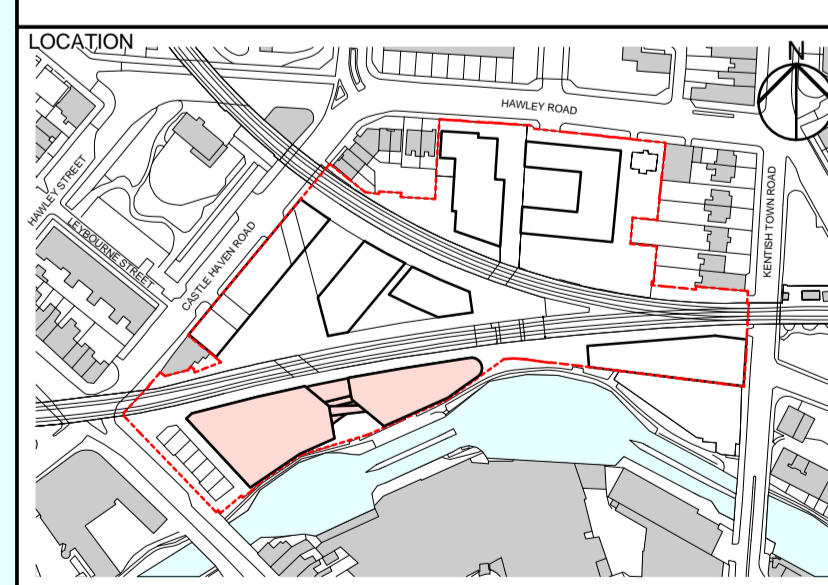 LOCATION
N
HAWLEY ROAD
HAWLEY STREET
LEYBOURNE STREET
CASTLE HAVEN ROAD
KENTISH TOWN ROAD